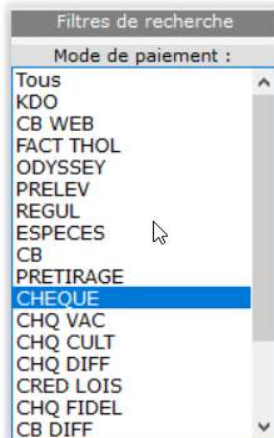 Filtres de recherche
Mode de paiement :
Tous
KDO
CB WEB
FACT THOL
ODYSSEY
PRELEV
REGUL
ESPECES
CB
PRETIRAGE
CHEQUE
CHQ VAC
CHQ CULT
CHQ DIFF
CRED LOIS
CHQ FIDEL
CB DIFF